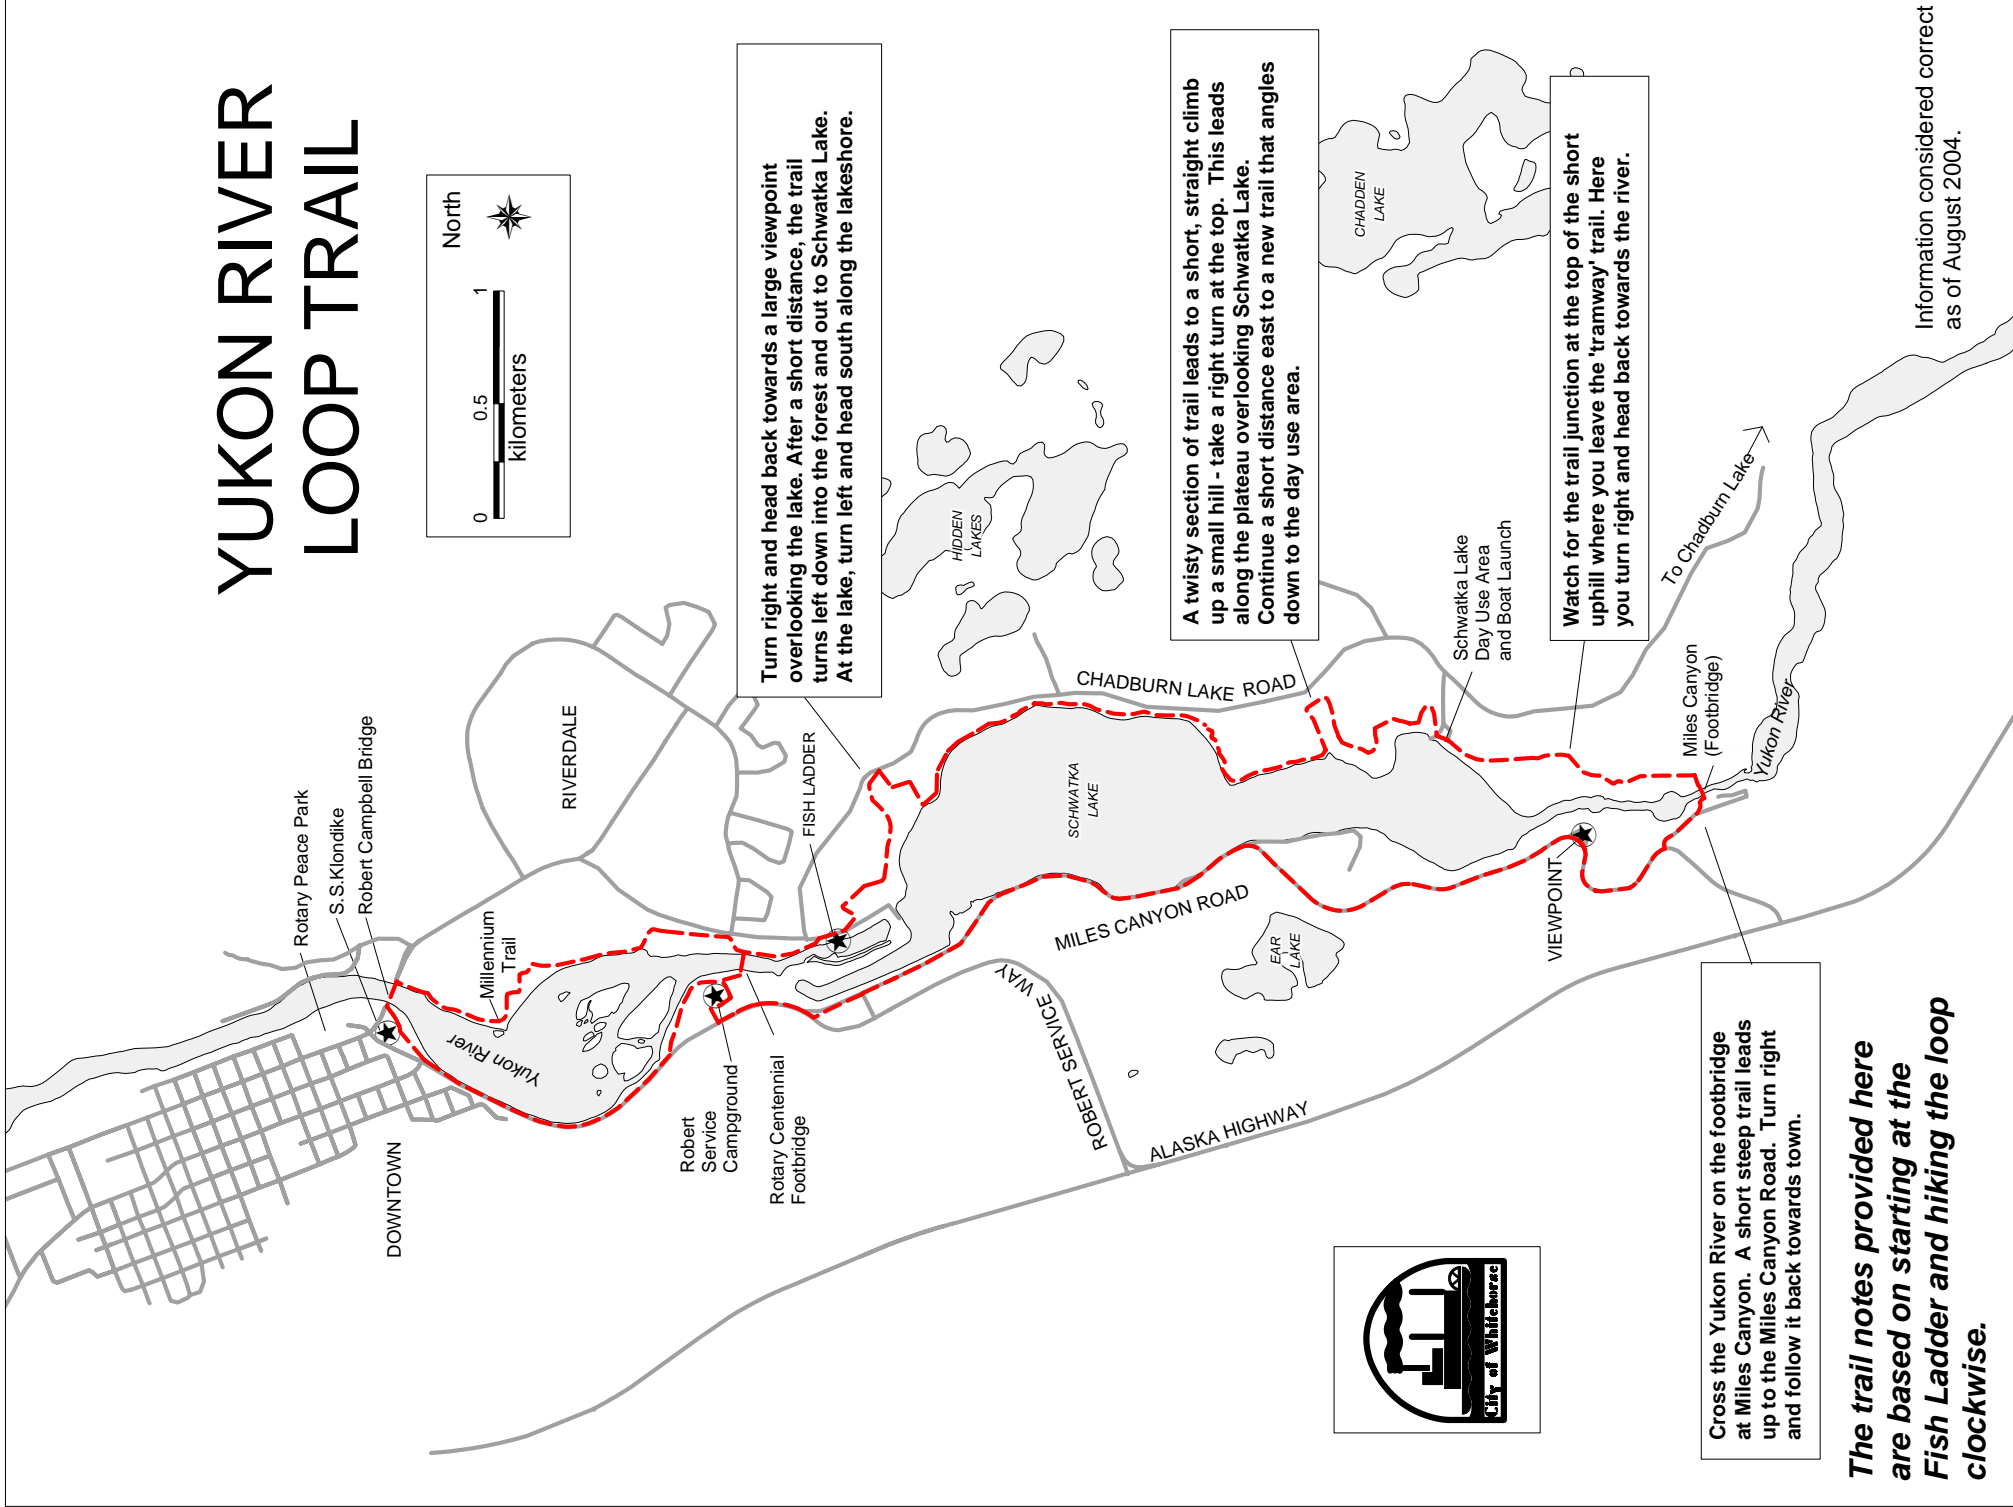 YUKON RIVER
LOOP TRAIL
North
0
0.5
1
kilometers
Turn right and head back towards a large viewpoint
overlooking the lake. After a short distance, the trail
turns left down into the forest and out to Schwatka Lake.
At the lake, turn left and head south along the lakeshore.
A twisty section of trail leads to a short, straight climb
up a small hill - take a right turn at the top. This leads
along the plateau overlooking Schwatka Lake.
Continue a short distance east to a new trail that angles
down to the day use area.
Watch for the trail junction at the top of the short
uphill where you leave the 'tramway' trail. Here
you turn right and head back towards the river.
Information considered correct
as of August 2004.
CHADDEN
LAKE
HIDDEN
LAKES
To Chadburn Lake
Schwatka Lake
Day Use Area
and Boat Launch
CHADBURN LAKE ROAD
Miles Canyon
(Footbridge)
Yukon River
RIVERDALE
FISH LADDER
SCHWATKA
LAKE
Rotary Peace Park
S.S.Klondike
Robert Campbell Bridge
Millennium
Trail
Yukon River
MILES CANYON ROAD
EAR
LAKE
VIEWPOINT
ROBERT SERVICE WAY
ALASKA HIGHWAY
Robert
Service
Campground
Rotary Centennial
Footbridge
DOWNTOWN
City of Whitehorse
Cross the Yukon River on the footbridge
at Miles Canyon. A short steep trail leads
up to the Miles Canyon Road. Turn right
and follow it back towards town.
The trail notes provided here
are based on starting at the
Fish Ladder and hiking the loop
clockwise.